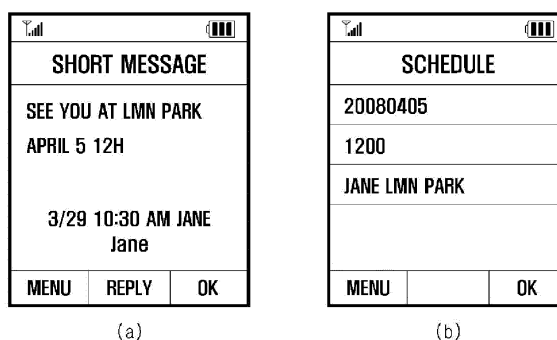 SHORT MESSAGE
SEE YOU AT LMN PARK
APRIL 5 12H
3/29 10:30 AM JANE
Jane
MENU REPLY OK
(a)
SCHEDULE
20080405
1200
JANE LMN PARK
MENU OK
(b)